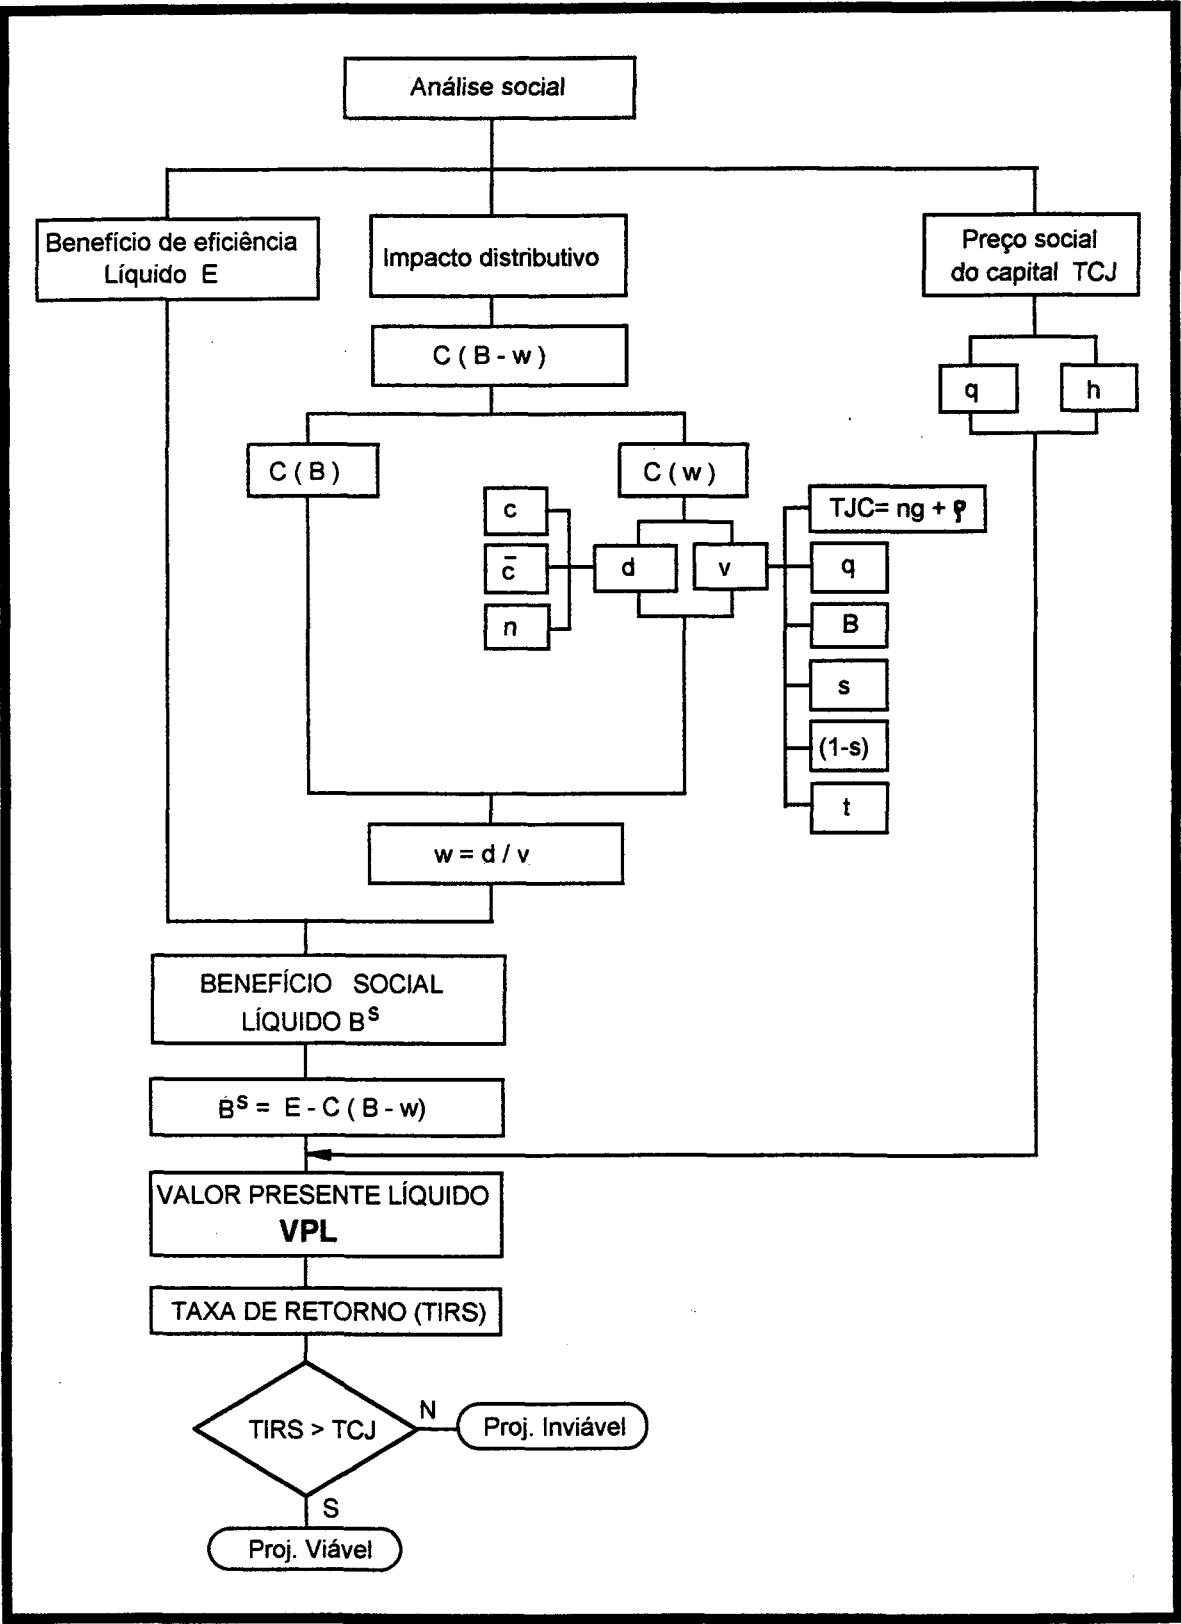 Análise social
Benefício de eficiência
Líquido E
Impacto distributivo
Preço social
do capital TCJ
C ( B - w )
q
h
C ( B )
C ( w )
c
c̄
n
d
v
TJC= ng + ρ
q
B
s
(1-s)
t
w = d / v
BENEFÍCIO SOCIAL
LÍQUIDO Bˢ
Bˢ = E - C ( B - w)
VALOR PRESENTE LÍQUIDO
VPL
TAXA DE RETORNO (TIRS)
TIRS > TCJ
N
Proj. Inviável
S
Proj. Viável